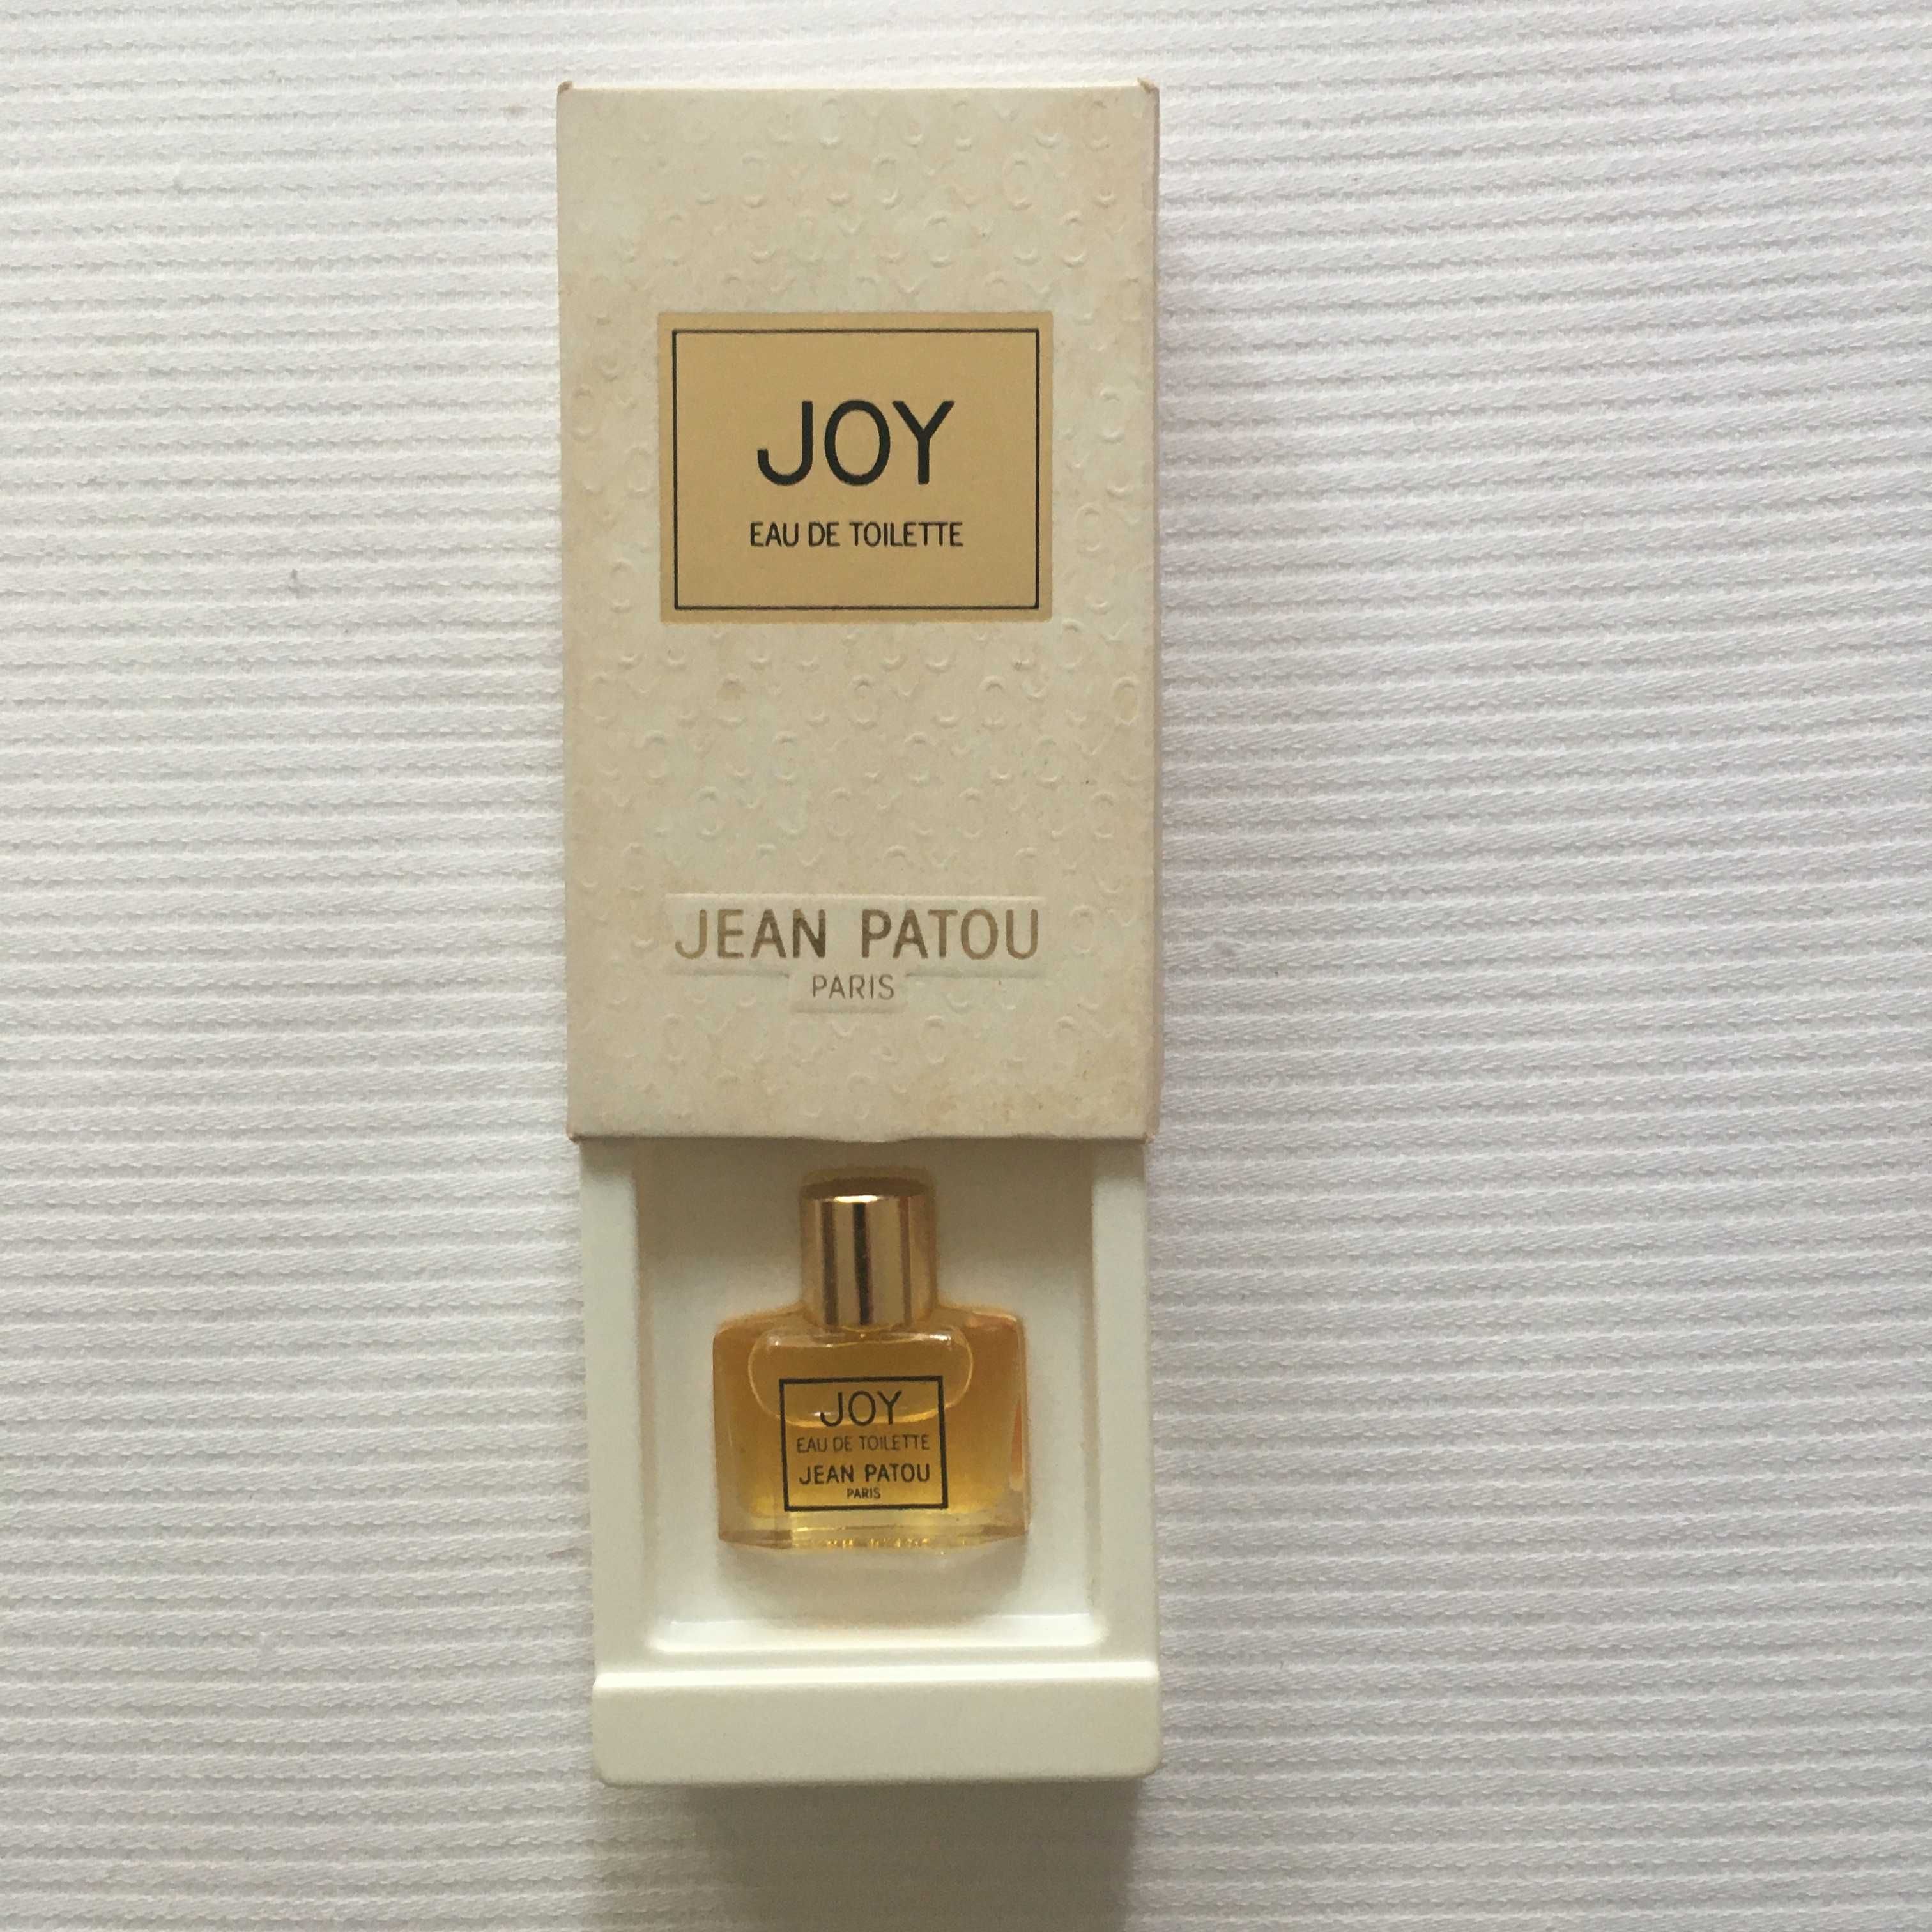 JOY
EAU DE TOILETTE
JEAN PATOU
PARIS
JOY
EAU DE TOILETTE
JEAN PATOU
PARIS